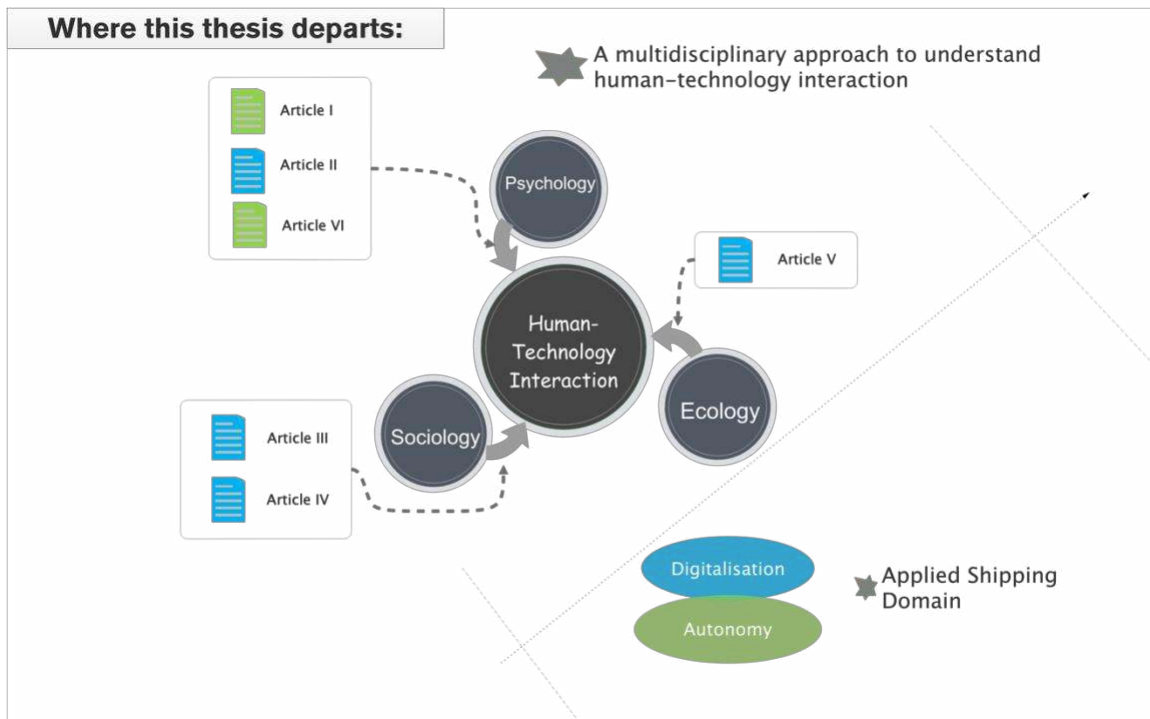 Where this thesis departs:
A multidisciplinary approach to understand
human-technology interaction
Article I
Article II
Article VI
Psychology
Article V
Human-
Technology
Interaction
Ecology
Sociology
Article III
Article IV
Digitalisation
Autonomy
Applied Shipping
Domain